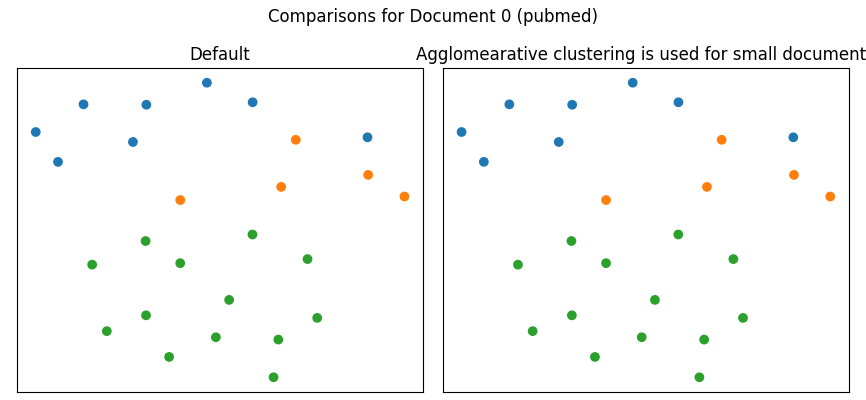 Comparisons for Document 0 (pubmed)
Default
Agglomearative clustering is used for small document